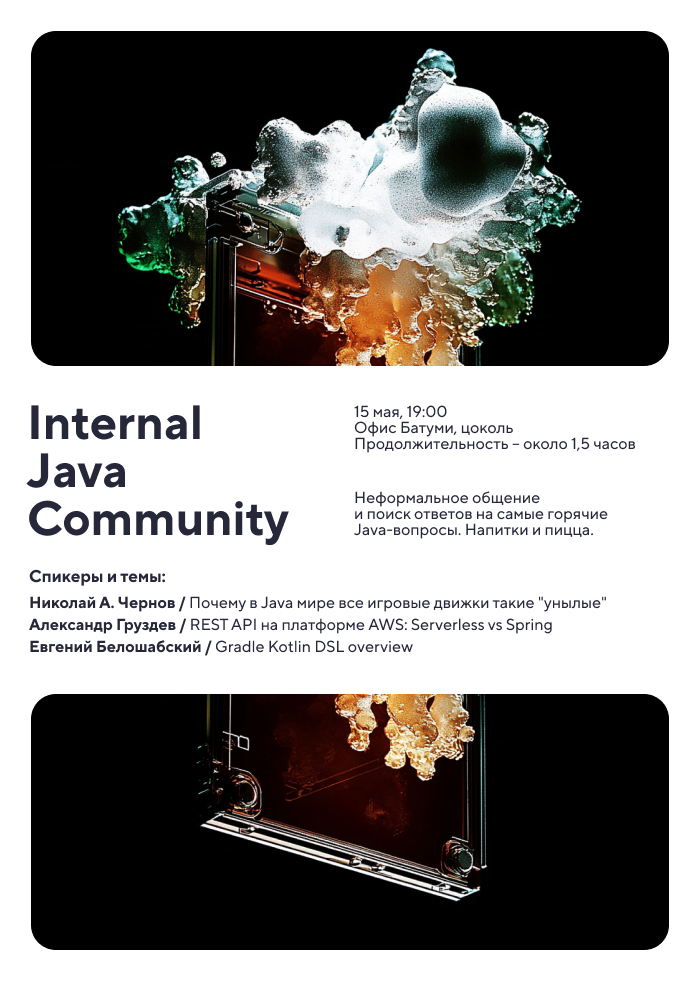 Internal
Java
Community
15 мая, 19:00
Офис Батуми, цоколь
Продолжительность – около 1,5 часов
Неформальное общение
и поиск ответов на самые горячие
Java-вопросы. Напитки и пицца.
Спикеры и темы:
Николай А. Чернов / Почему в Java мире все игровые движки такие "унылые"
Александр Груздев / REST API на платформе AWS: Serverless vs Spring
Евгений Белошабский / Gradle Kotlin DSL overview